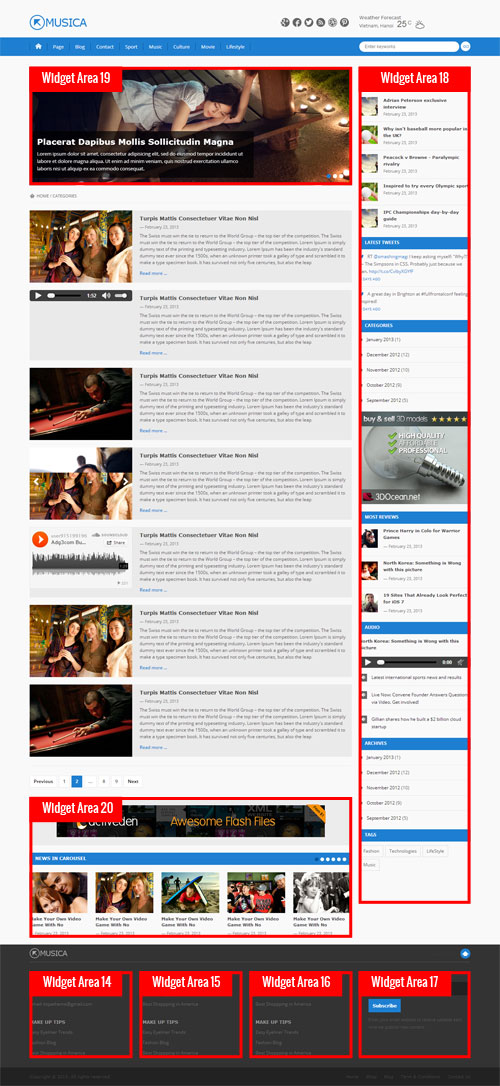 MUSICA
Weather Forecast
Vietnam, Hanoi 25°C
Page Blog Contact Sport Music Culture Movie Lifestyle
Enter keywords
GO
Widget Area 19
Placerat Dapibus Mollis Sollicitudin Magna
Lorem ipsum dolor sit amet, consectetur adipisicing elit, sed do eiusmod tempor incididunt ut
labore et dolore magna aliqua. Ut enim ad minim veniam, quis nostrud exercitation ullamco
laboris nisi ut aliquip ex ea commodo consequat.
HOME / CATEGORIES
Turpis Mattis Consectetuer Vitae Non Nisl
— February 23, 2013
The Swiss must win the tie to return to the World Group – the top tier of the competition. The Swiss
must win the tie to return to the World Group – the top tier of the competition. Lorem Ipsum is simply
dummy text of the printing and typesetting industry. Lorem Ipsum has been the industry's standard
dummy text ever since the 1500s, when an unknown printer took a galley of type and scrambled it to
make a type specimen book. It has survived not only five centuries, but also the leap
Read more ...
1:52
Turpis Mattis Consectetuer Vitae Non Nisl
— February 23, 2013
The Swiss must win the tie to return to the World Group – the top tier of the competition. The Swiss
must win the tie to return to the World Group – the top tier of the competition. Lorem Ipsum is simply
dummy text of the printing and typesetting industry. Lorem Ipsum has been the industry's standard
dummy text ever since the 1500s, when an unknown printer took a galley of type and scrambled it to
make a type specimen book. It has survived not only five centuries, but also the leap
Read more ...
Turpis Mattis Consectetuer Vitae Non Nisl
— February 23, 2013
The Swiss must win the tie to return to the World Group – the top tier of the competition. The Swiss
must win the tie to return to the World Group – the top tier of the competition. Lorem Ipsum is simply
dummy text of the printing and typesetting industry. Lorem Ipsum has been the industry's standard
dummy text ever since the 1500s, when an unknown printer took a galley of type and scrambled it to
make a type specimen book. It has survived not only five centuries, but also the leap
Read more ...
Turpis Mattis Consectetuer Vitae Non Nisl
— February 23, 2013
The Swiss must win the tie to return to the World Group – the top tier of the competition. The Swiss
must win the tie to return to the World Group – the top tier of the competition. Lorem Ipsum is simply
dummy text of the printing and typesetting industry. Lorem Ipsum has been the industry's standard
dummy text ever since the 1500s, when an unknown printer took a galley of type and scrambled it to
make a type specimen book. It has survived not only five centuries, but also the leap
Read more ...
Adq3com Bu...
SOUNDCLOUD
Share
Turpis Mattis Consectetuer Vitae Non Nisl
— February 23, 2013
The Swiss must win the tie to return to the World Group – the top tier of the competition. The Swiss
must win the tie to return to the World Group – the top tier of the competition. Lorem Ipsum is simply
dummy text of the printing and typesetting industry. Lorem Ipsum has been the industry's standard
dummy text ever since the 1500s, when an unknown printer took a galley of type and scrambled it to
make a type specimen book. It has survived not only five centuries, but also the leap
Read more ...
Turpis Mattis Consectetuer Vitae Non Nisl
— February 23, 2013
The Swiss must win the tie to return to the World Group – the top tier of the competition. The Swiss
must win the tie to return to the World Group – the top tier of the competition. Lorem Ipsum is simply
dummy text of the printing and typesetting industry. Lorem Ipsum has been the industry's standard
dummy text ever since the 1500s, when an unknown printer took a galley of type and scrambled it to
make a type specimen book. It has survived not only five centuries, but also the leap
Read more ...
Turpis Mattis Consectetuer Vitae Non Nisl
— February 23, 2013
The Swiss must win the tie to return to the World Group – the top tier of the competition. The Swiss
must win the tie to return to the World Group – the top tier of the competition. Lorem Ipsum is simply
dummy text of the printing and typesetting industry. Lorem Ipsum has been the industry's standard
dummy text ever since the 1500s, when an unknown printer took a galley of type and scrambled it to
make a type specimen book. It has survived not only five centuries, but also the leap
Read more ...
Previous 1 2 ... 8 9 Next
Widget Area 20
activeden Awesome Flash Files
NEWS IN CAROUSEL
Make Your Own Video
Game With No
— February 23, 2013
Make Your Own Video
Game With No
— February 23, 2013
Make Your Own Video
Game With No
— February 23, 2013
Make Your Own Video
Game With No
— February 23, 2013
Make Your Own
Game With No
— February 23, 2013
Widget Area 18
Adrian Peterson exclusive
interview
February 23, 2013
Why isn't baseball more popular in
the UK?
February 23, 2013
Peacock v Browne - Paralympic
rivalry
February 23, 2013
Inspired to try every Olympic sport
February 23, 2013
IPC Championships day-by-day
guide
February 23, 2013
LATEST TWEETS
RT @smashingmag: I keep asking myself: "Why?"
- The Simpsons in CSS. Probably just because we
DAYS AGO
A great day in Brighton at #fullfrontalconf feeling
inspired!
DAYS AGO
CATEGORIES
January 2013 (1)
December 2012 (10)
November 2012 (10)
October 2012 (9)
September 2012 (5)
buy & sell 3D models
HIGH QUALITY
AFFORDABLE
PROFESSIONAL
3DOcean.net
MOST REVIEWS
Prince Harry in Colo for Warrior
Games
— February 23, 2013
North Korea: Something is Wong
with this picture
— February 23, 2013
19 Sites That Already Look Perfect
for iOS 7
— February 23, 2013
AUDIO
North Korea: Something is Wong with this
picture
0:00
Latest international sports news and results
Live Now: Convene Founder Answers Question
via Video. Get involved!
Gillian shares how he built a $2 billion cloud
startup
ARCHIVES
January 2013 (1)
December 2012 (12)
November 2012 (10)
October 2012 (9)
September 2012 (5)
TAGS
Fashion Technologies LifeStyle
Music
MUSICA
Widget Area 14
MAKE UP TIPS
Easy Eyeliner Trends
Fashion Blog
Best Shopping in America
Widget Area 15
Best Shopping in America
MAKE UP TIPS
Easy Eyeliner Trends
Fashion Blog
Best Shopping in America
Widget Area 16
Best Shopping in America
MAKE UP TIPS
Easy Eyeliner Trends
Fashion Blog
Best Shopping in America
Widget Area 17
Subscribe
Home Shop Blog Term & Conditions Contact Us